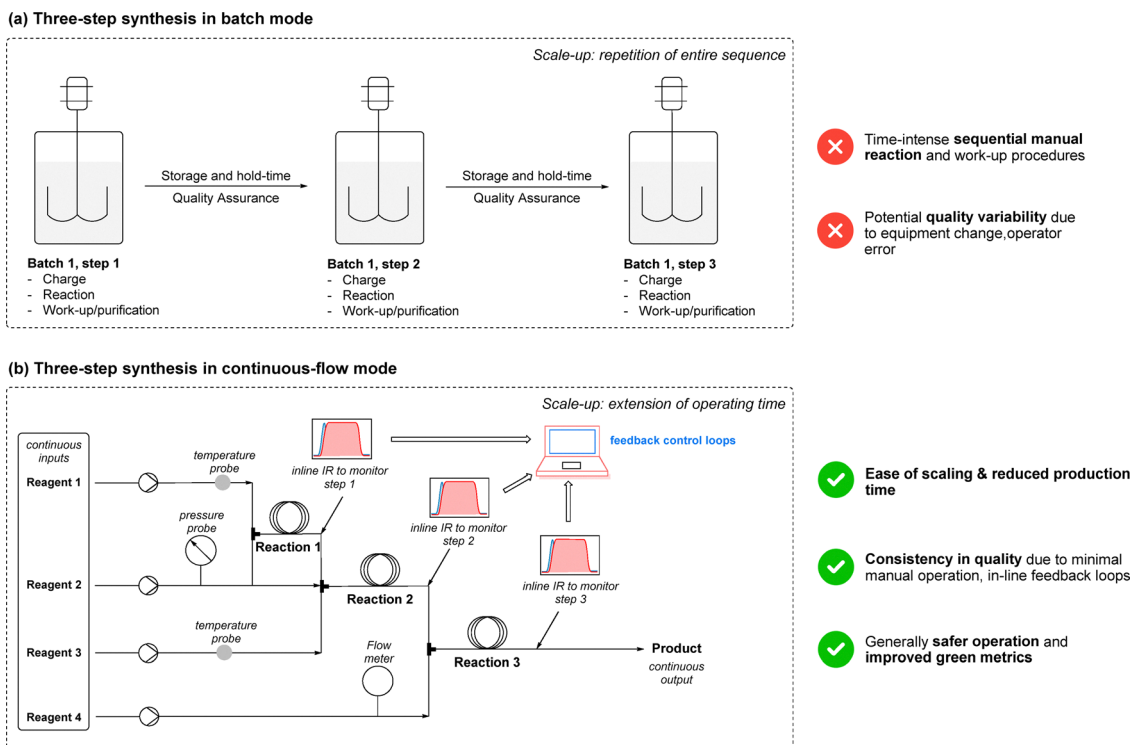 (a) Three-step synthesis in batch mode
Scale-up: repetition of entire sequence
Storage and hold-time
Quality Assurance
Storage and hold-time
Quality Assurance
Batch 1, step 1
- Charge
- Reaction
- Work-up/purification
Batch 1, step 2
- Charge
- Reaction
- Work-up/purification
Batch 1, step 3
- Charge
- Reaction
- Work-up/purification
Time-intense sequential manual
reaction and work-up procedures
Potential quality variability due
to equipment change,operator
error
(b) Three-step synthesis in continuous-flow mode
Scale-up: extension of operating time
continuous
inputs
Reagent 1
Reagent 2
Reagent 3
Reagent 4
temperature
probe
pressure
probe
temperature
probe
Flow
meter
Reaction 1
Reaction 2
Reaction 3
inline IR to monitor
step 1
inline IR to monitor
step 2
inline IR to monitor
step 3
feedback control loops
Product
continuous
output
Ease of scaling & reduced production
time
Consistency in quality due to minimal
manual operation, in-line feedback loops
Generally safer operation and
improved green metrics